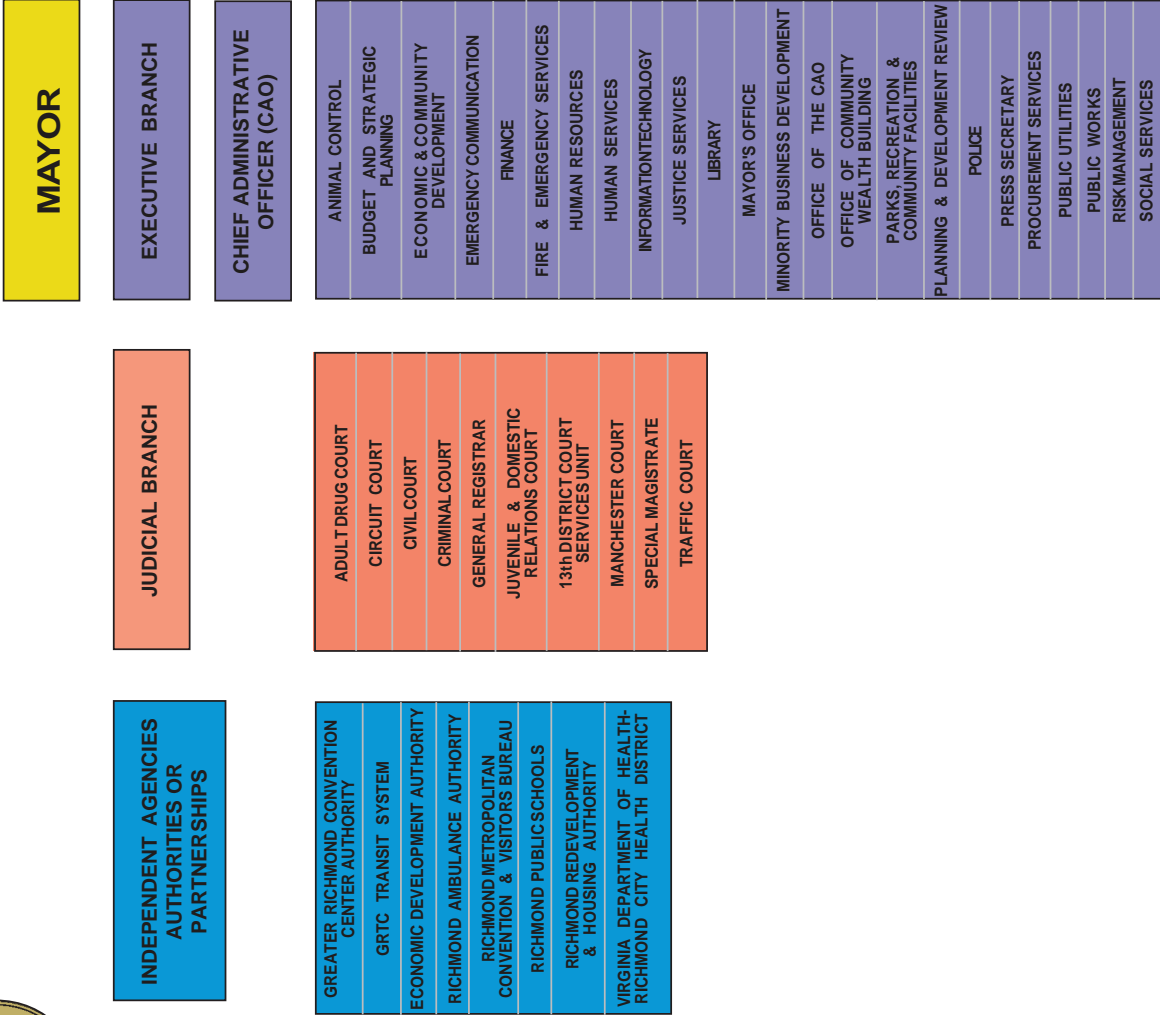 MAYOR
EXECUTIVE BRANCH
CHIEF ADMINISTRATIVE
OFFICER (CAO)
ANIMAL CONTROL
BUDGET AND STRATEGIC
PLANNING
ECONOMIC & COMMUNITY
DEVELOPMENT
EMERGENCY COMMUNICATION
FINANCE
FIRE & EMERGENCY SERVICES
HUMAN RESOURCES
HUMAN SERVICES
INFORMATIONTECHNOLOGY
JUSTICE SERVICES
LIBRARY
MAYOR'S OFFICE
MINORITY BUSINESS DEVELOPMENT
OFFICE OF THE CAO
OFFICE OF COMMUNITY
WEALTH BUILDING
PARKS, RECREATION &
COMMUNITY FACILITIES
PLANNING & DEVELOPMENT REVIEW
POLICE
PRESS SECRETARY
PROCUREMENT SERVICES
PUBLIC UTILITIES
PUBLIC WORKS
RISK MANAGEMENT
SOCIAL SERVICES
JUDICIAL BRANCH
ADULT DRUG COURT
CIRCUIT COURT
CIVIL COURT
CRIMINAL COURT
GENERAL REGISTRAR
JUVENILE & DOMESTIC
RELATIONS COURT
13th DISTRICT COURT
SERVICES UNIT
MANCHESTER COURT
SPECIAL MAGISTRATE
TRAFFIC COURT
INDEPENDENT AGENCIES
AUTHORITIES OR
PARTNERSHIPS
GREATER RICHMOND CONVENTION
CENTER AUTHORITY
GRTC TRANSIT SYSTEM
ECONOMIC DEVELOPMENT AUTHORITY
RICHMOND AMBULANCE AUTHORITY
RICHMOND METROPOLITAN
CONVENTION & VISITORS BUREAU
RICHMOND PUBLIC SCHOOLS
RICHMOND REDEVELOPMENT
& HOUSING AUTHORITY
VIRGINIA DEPARTMENT OF HEALTH-
RICHMOND CITY HEALTH DISTRICT